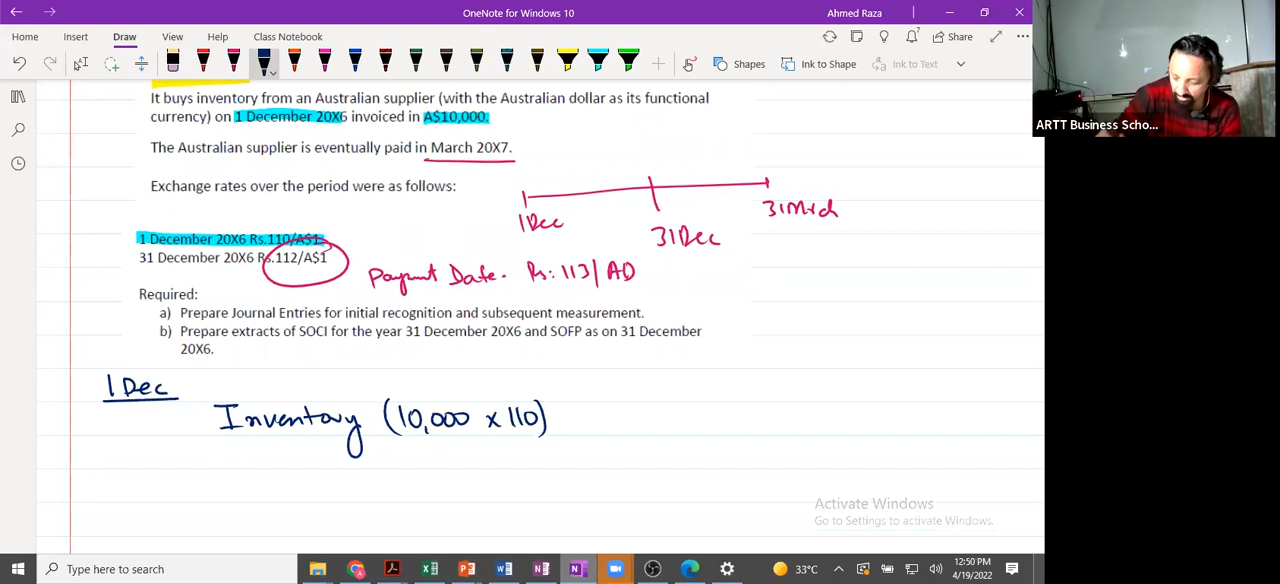 OneNote for Windows 10
Ahmed Raza
Home Insert Draw View Help Class Notebook
Share
Shapes Ink to Shape Ink to Text
ARTT Business Scho...
It buys inventory from an Australian supplier (with the Australian dollar as its functional
currency) on 1 December 20X6 invoiced in A$10,000.
The Australian supplier is eventually paid in March 20X7.
Exchange rates over the period were as follows:
1 Dec
31 Dec
31 Mrch
1 December 20X6 Rs.110/A$1
31 December 20X6 Rs.112/A$1
Payment Date. Rs: 113/AD
Required:
a) Prepare Journal Entries for initial recognition and subsequent measurement.
b) Prepare extracts of SOCI for the year 31 December 20X6 and SOFP as on 31 December
20X6.
1 Dec
Inventory (10,000 x 110)
Activate Windows
Go to Settings to activate Windows.
Type here to search
33°C
12:50 PM
4/19/2022